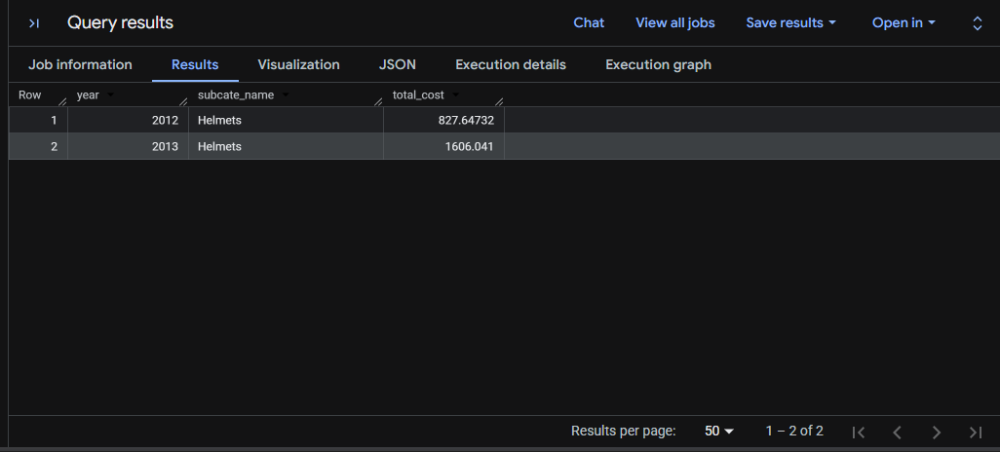 Query results Chat View all jobs Save results Open in
Job information Results Visualization JSON Execution details Execution graph
Row year subcate_name total_cost
1 2012 Helmets 827.64732
2 2013 Helmets 1606.041
Results per page: 50 1 – 2 of 2